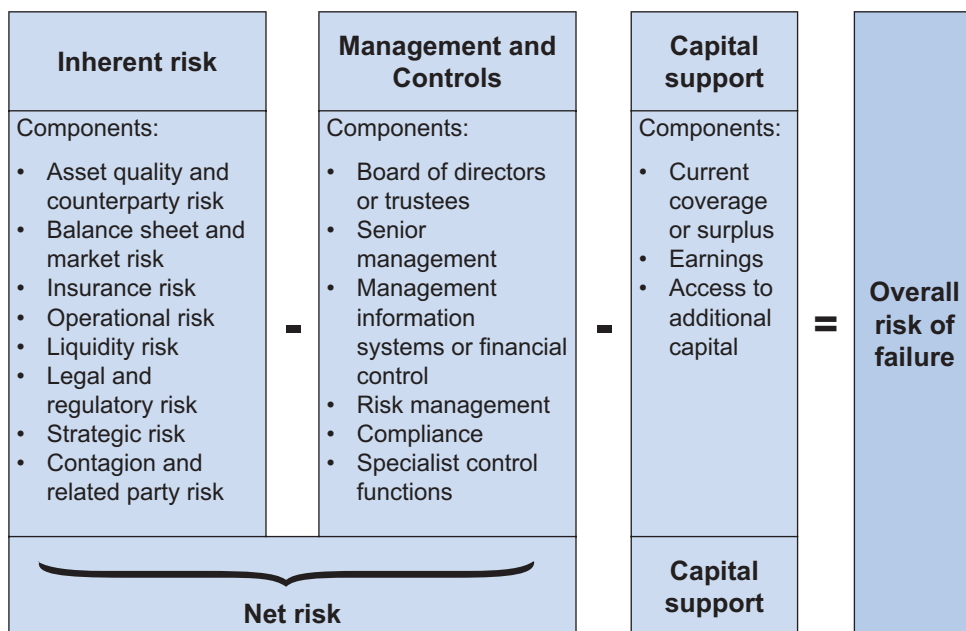 Inherent risk
Components:
• Asset quality and
counterparty risk
• Balance sheet and
market risk
• Insurance risk
• Operational risk
• Liquidity risk
• Legal and
regulatory risk
• Strategic risk
• Contagion and
related party risk
-
Management and
Controls
Components:
• Board of directors
or trustees
• Senior
management
• Management
information
systems or financial
control
• Risk management
• Compliance
• Specialist control
functions
-
Capital
support
Components:
• Current
coverage
or surplus
• Earnings
• Access to
additional
capital
=
Overall
risk of
failure
Net risk
Capital
support